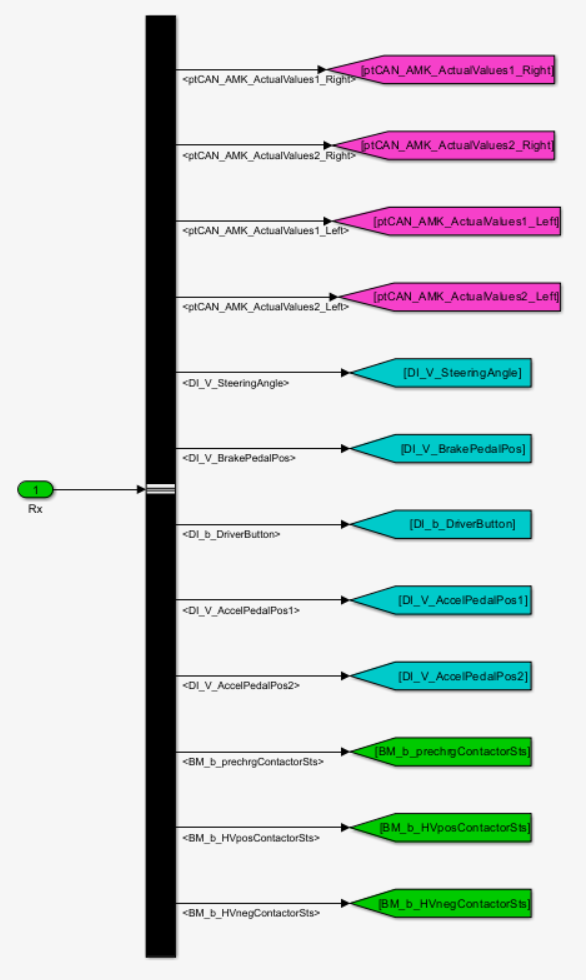 [ptCAN_AMK_ActualValues1_Right]
<ptCAN_AMK_ActualValues1_Right>
[ptCAN_AMK_ActualValues2_Right]
<ptCAN_AMK_ActualValues2_Right>
[ptCAN_AMK_ActualValues1_Left]
<ptCAN_AMK_ActualValues1_Left>
[ptCAN_AMK_ActualValues2_Left]
<ptCAN_AMK_ActualValues2_Left>
[DI_V_SteeringAngle]
<DI_V_SteeringAngle>
[DI_V_BrakePedalPos]
<DI_V_BrakePedalPos>
1
Rx
[DI_b_DriverButton]
<DI_b_DriverButton>
[DI_V_AccelPedalPos1]
<DI_V_AccelPedalPos1>
[DI_V_AccelPedalPos2]
<DI_V_AccelPedalPos2>
[BM_b_prechrgContactorSts]
<BM_b_prechrgContactorSts>
[BM_b_HVposContactorSts]
<BM_b_HVposContactorSts>
[BM_b_HVnegContactorSts]
<BM_b_HVnegContactorSts>